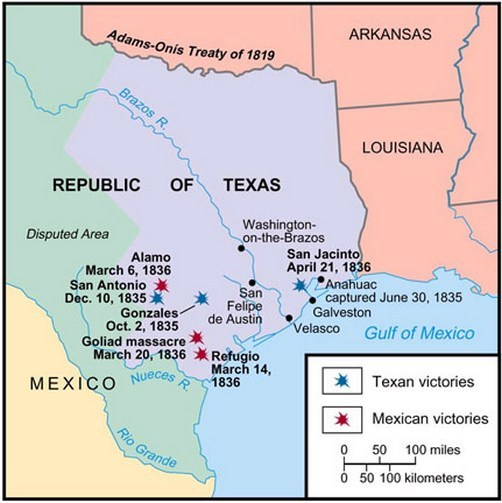 Adams-Onís Treaty of 1819
ARKANSAS
LOUISIANA
Brazos R.
REPUBLIC OF TEXAS
Disputed Area
Washington-
on-the-Brazos
Alamo
March 6, 1836
San Antonio
Dec. 10, 1835
Gonzales
Oct. 2, 1835
Goliad massacre
March 20, 1836
Refugio
March 14,
1836
San
Felipe
de Austin
San Jacinto
April 21, 1836
Anahuac
captured June 30, 1835
Galveston
Velasco
Gulf of Mexico
MEXICO
Nueces R.
Rio Grande
Texan victories
Mexican victories
0 50 100 miles
0 50 100 kilometers